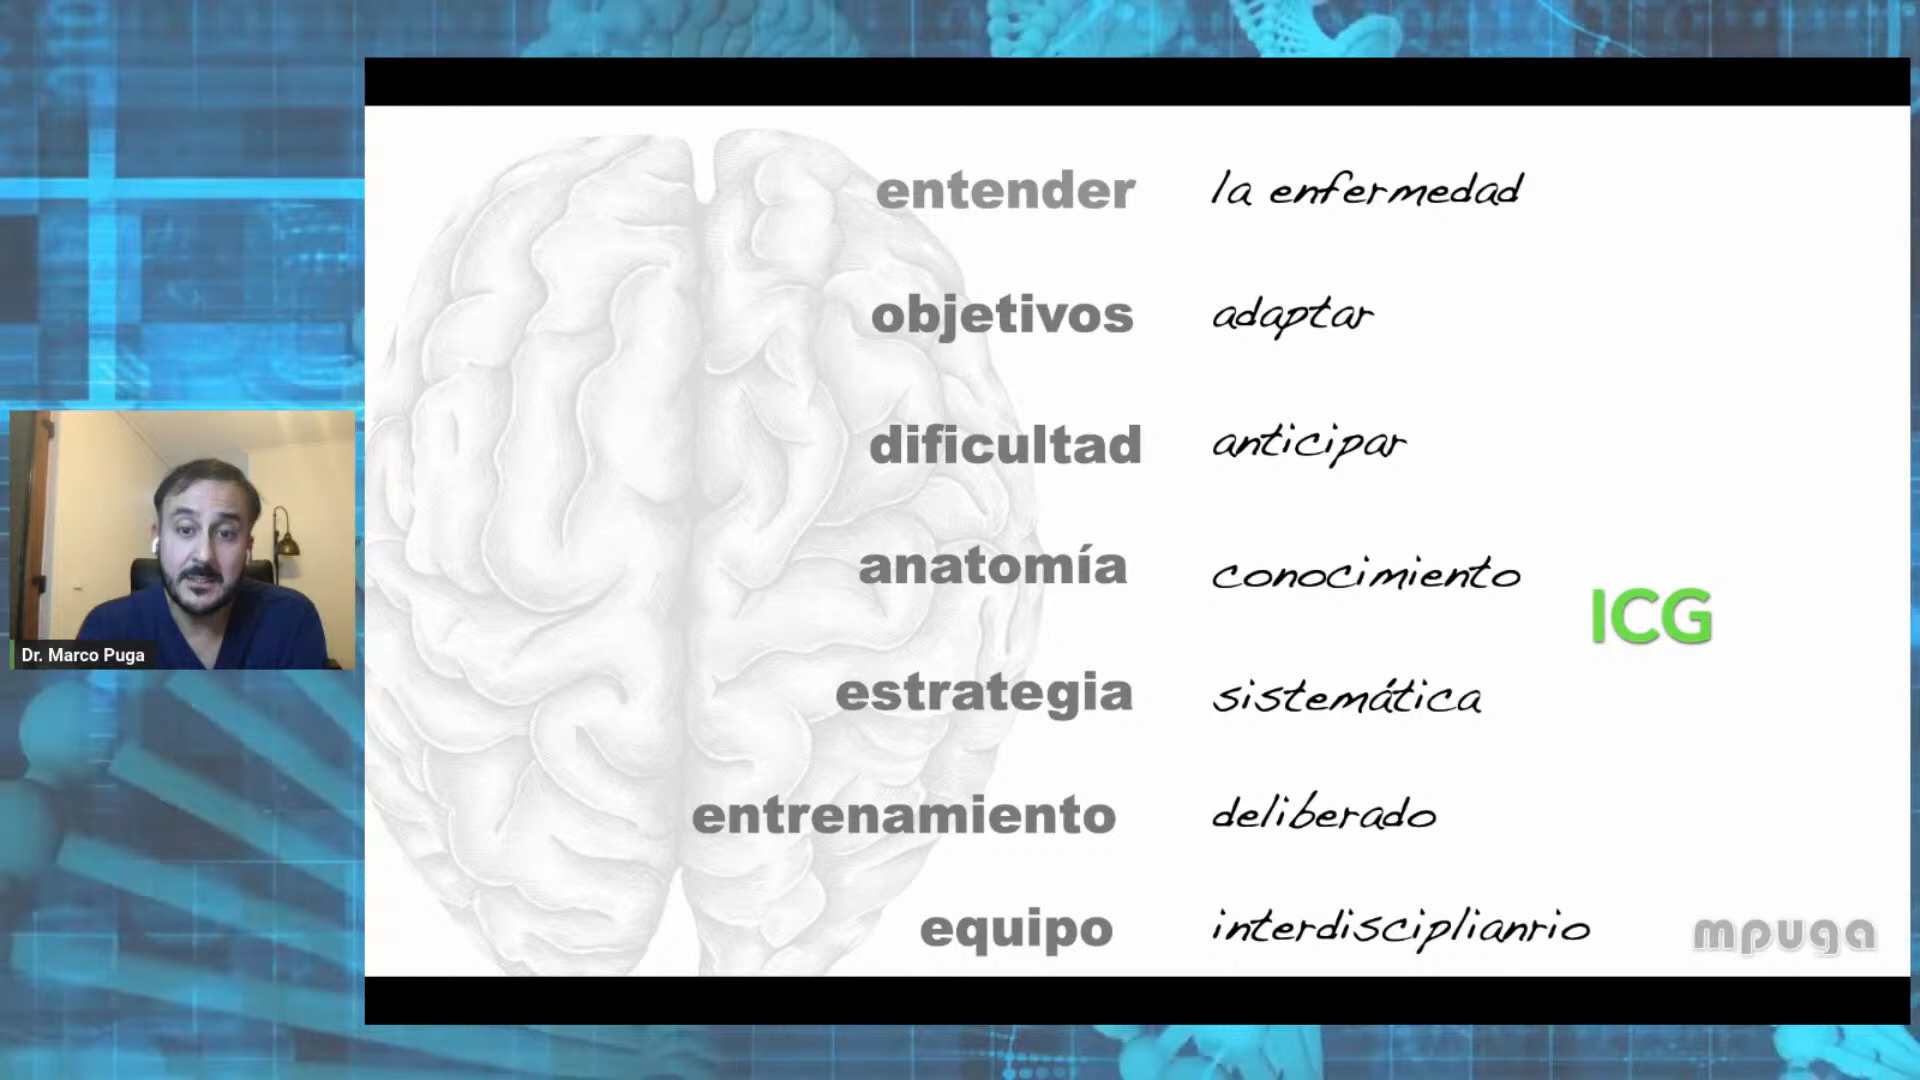 entender la enfermedad
objetivos adaptar
dificultad anticipar
anatomía conocimiento
ICG
Dr. Marco Puga
estrategia sistemática
entrenamiento deliberado
equipo interdisciplianrio
mpuga